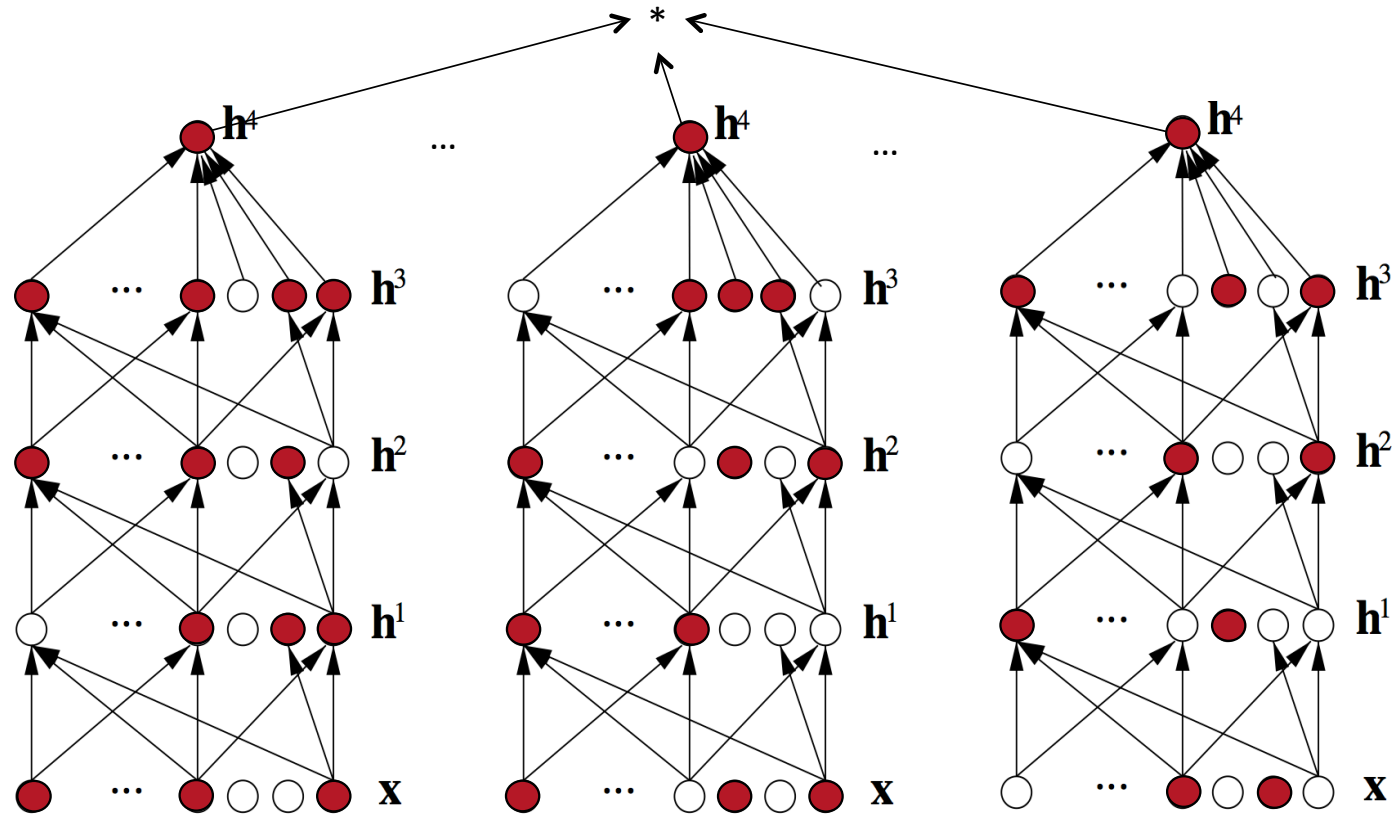 *
h⁴ ... h⁴ ... h⁴
... h³ ... h³ ... h³
... h² ... h² ... h²
... h¹ ... h¹ ... h¹
... x ... x ... x